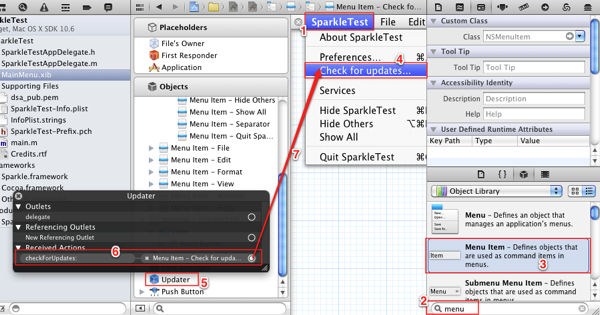 rkleTest
get, Mac OS X SDK 10.6
arkleTest
SparkleTestAppDelegate.h
SparkleTestAppDelegate.m
MainMenu.xib
Supporting Files
dsa_pub.pem
SparkleTest-Info.plist
InfoPlist.strings
SparkleTest-Prefix.pch
main.m
Credits.rtf
ameworks
Sparkle.framework
Cocoa.framework
Other Frameworks
Placeholders
File's Owner
First Responder
Application
Objects
Menu Item - Hide Others
Menu Item - Show All
Menu Item - Separator
Menu Item - Quit Spa...
Menu Item - File
Menu Item - Edit
Menu Item - Format
Menu Item - View
Updater
Push Button
Updater
Outlets
delegate
Referencing Outlets
New Referencing Outlet
Received Actions
checkForUpdates:
Menu Item - Check for upda...
6
5
7
MainMenu.xib
Menu Item - Check for updates...
1
SparkleTest
File
Edit
About SparkleTest
Preferences...
4
Check for updates...
Services
Hide SparkleTest
Hide Others
Show All
Quit SparkleTest
Custom Class
Class
NSMenuItem
Tool Tip
Tool Tip
Tool Tip
Accessibility Identity
Description
Description
Help
Help
User Defined Runtime Attributes
Key Path
Type
Value
Object Library
Menu - Defines an object that
manages an application's menus.
Item
Menu Item - Defines objects that
are used as command items in
menus.
3
Submenu Menu Item - Defines
objects that are used as command
items in menus
2
menu